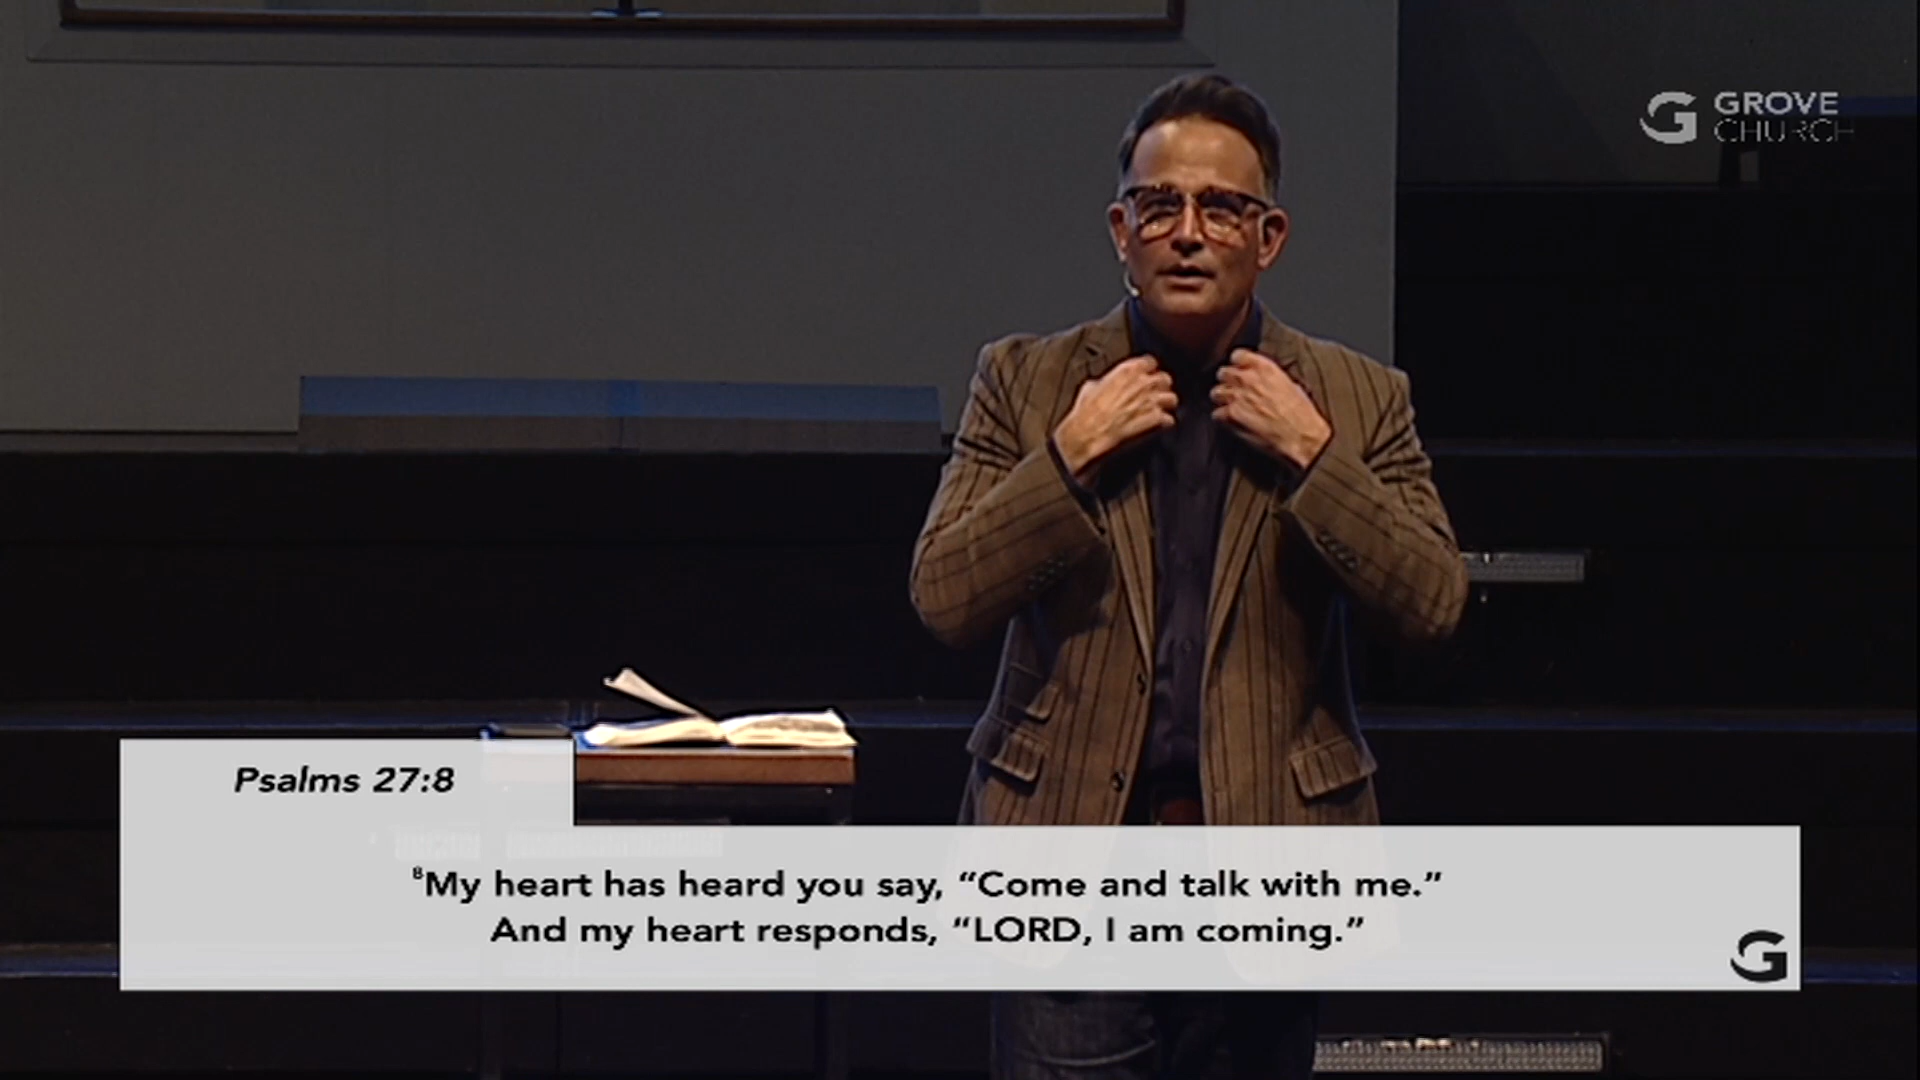 GROVE
CHURCH
Psalms 27:8
⁸My heart has heard you say, “Come and talk with me.”
And my heart responds, “LORD, I am coming.”